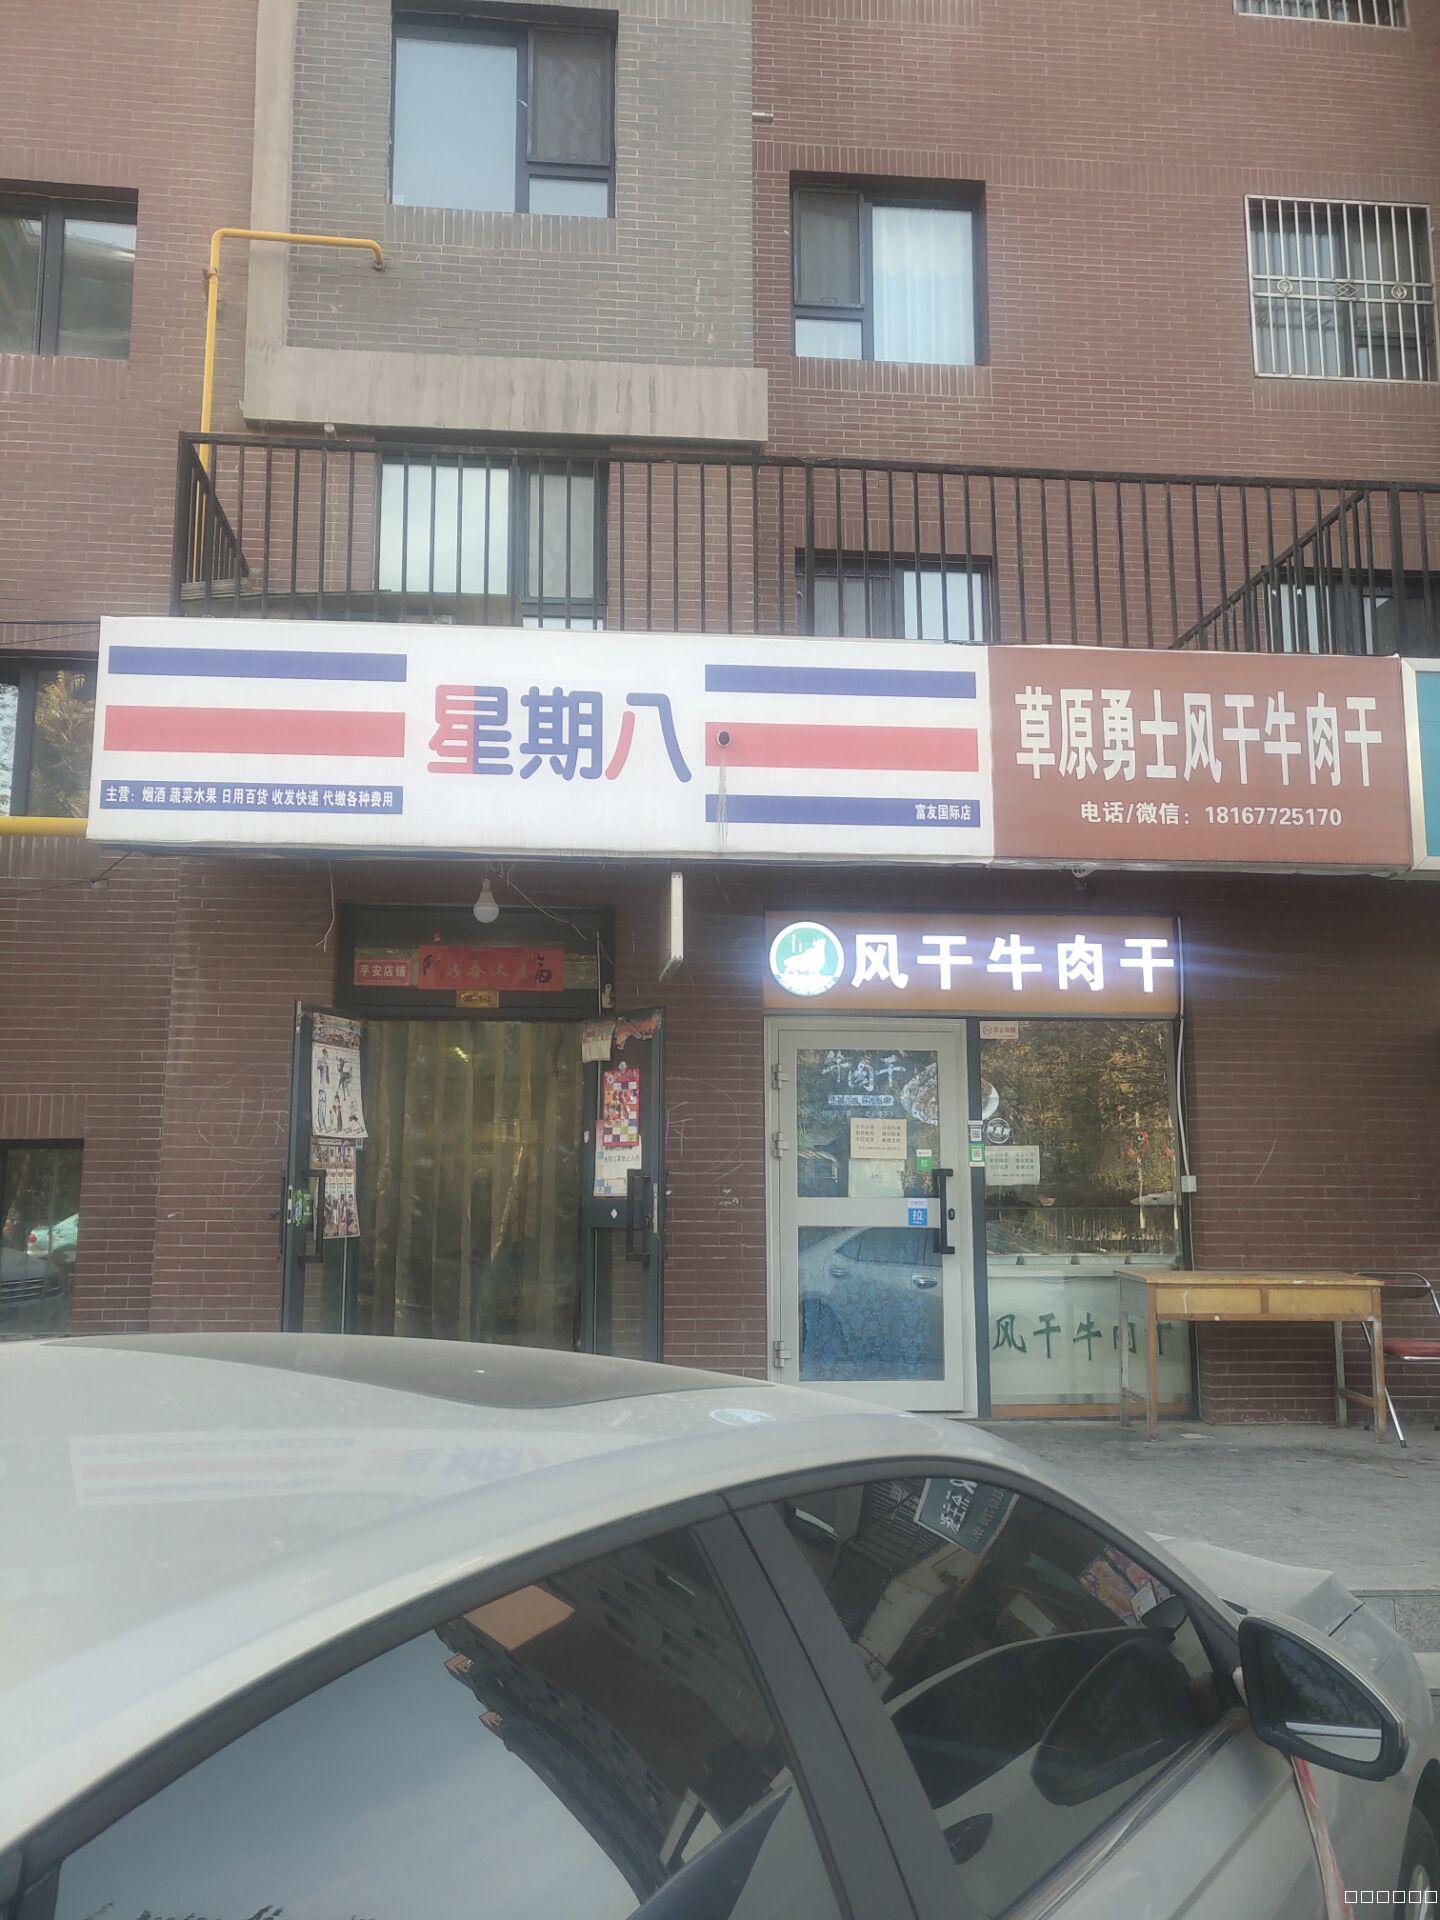 星期八
主营：烟酒 蔬菜水果 日用百货 收发快递 代缴各种费用
富友国际店
草原勇士风干牛肉干
电话/微信：18167725170
平安店铺
风干牛肉干
牛肉干
拉
拉
风干牛肉干